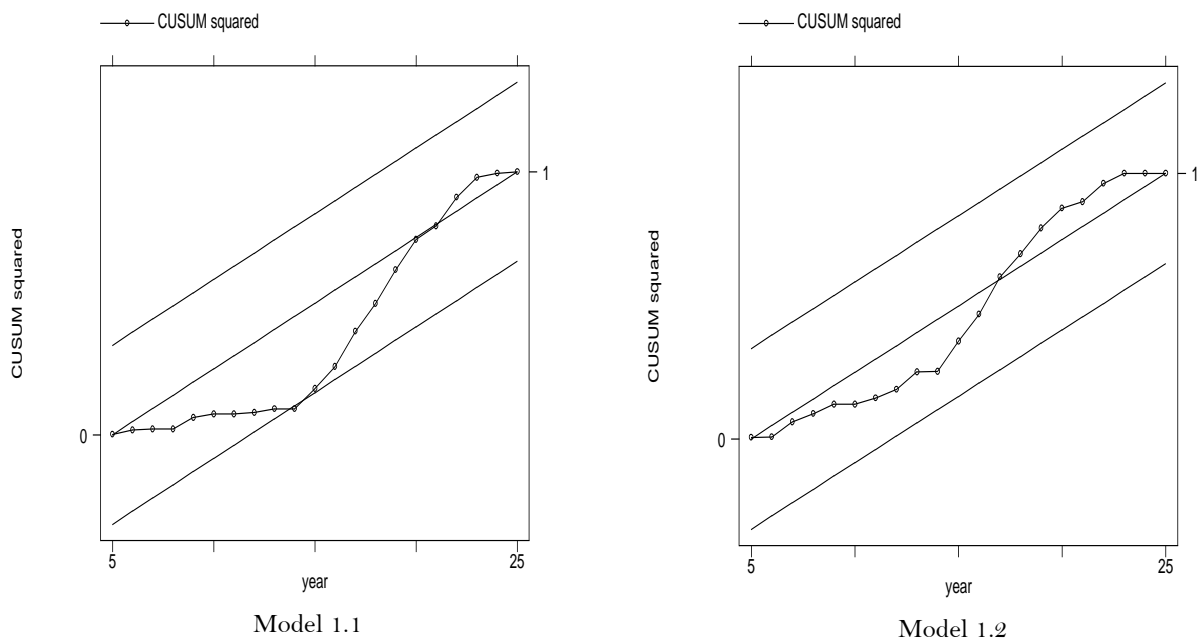 CUSUM squared
CUSUM squared
1
0
5
25
year
Model 1.1
CUSUM squared
CUSUM squared
1
0
5
25
year
Model 1.2